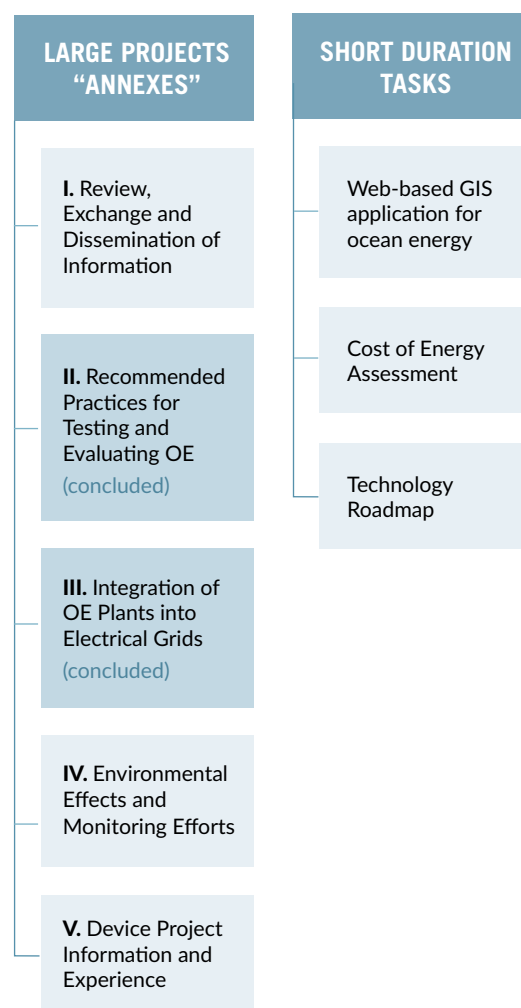 LARGE PROJECTS
“ANNEXES”
I. Review,
Exchange and
Dissemination of
Information
II. Recommended
Practices for
Testing and
Evaluating OE
(concluded)
III. Integration of
OE Plants into
Electrical Grids
(concluded)
IV. Environmental
Effects and
Monitoring Efforts
V. Device Project
Information and
Experience
SHORT DURATION
TASKS
Web-based GIS
application for
ocean energy
Cost of Energy
Assessment
Technology
Roadmap